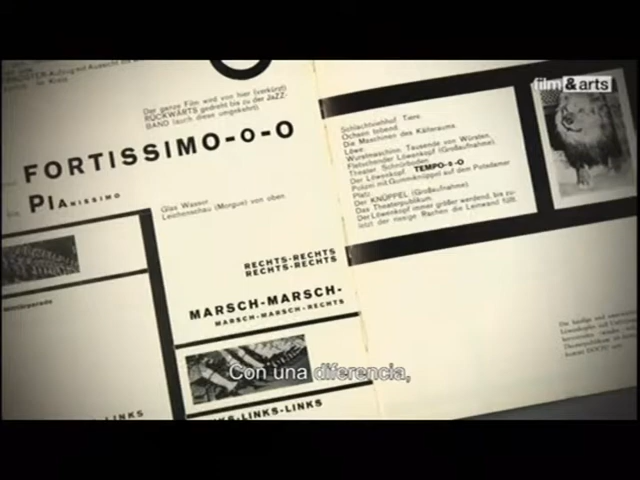 film&arts
Der ganze Film wird von hier (verkürzt)
RÜCKWÄRTS gedreht bis zu der JaZZ-
BAND (auch diese umgekehrt).
FORTISSIMO-o-O
PIANISSIMO
Glas Wasser.
Leichenschau (Morgue) von oben
RECHTS-RECHTS
RECHTS-RECHTS
MARSCH-MARSCH-
MARSCH-MARSCH-RECHTS
LINKS
LINKS-LINKS
Schlachtviehhof. Tiere.
Ochsen tobend.
Die Maschinen des Kühlraums.
Löwe.
Wurstmaschine. Tausende von Würsten.
Fletschender Löwenkopf (Großaufnahme).
Theater. Schnürboden.
Der Löwenkopf. TEMPO-o-O
Polizei mit Gummiknüppel auf dem Potsdamer
Platz.
Der KNÜPPEL (Großaufnahme)
Das Theaterpublikum.
Der Löwenkopf immer größer werdend, bis zu-
letzt der riesige Rachen die Leinwand füllt.
Con una diferencia,